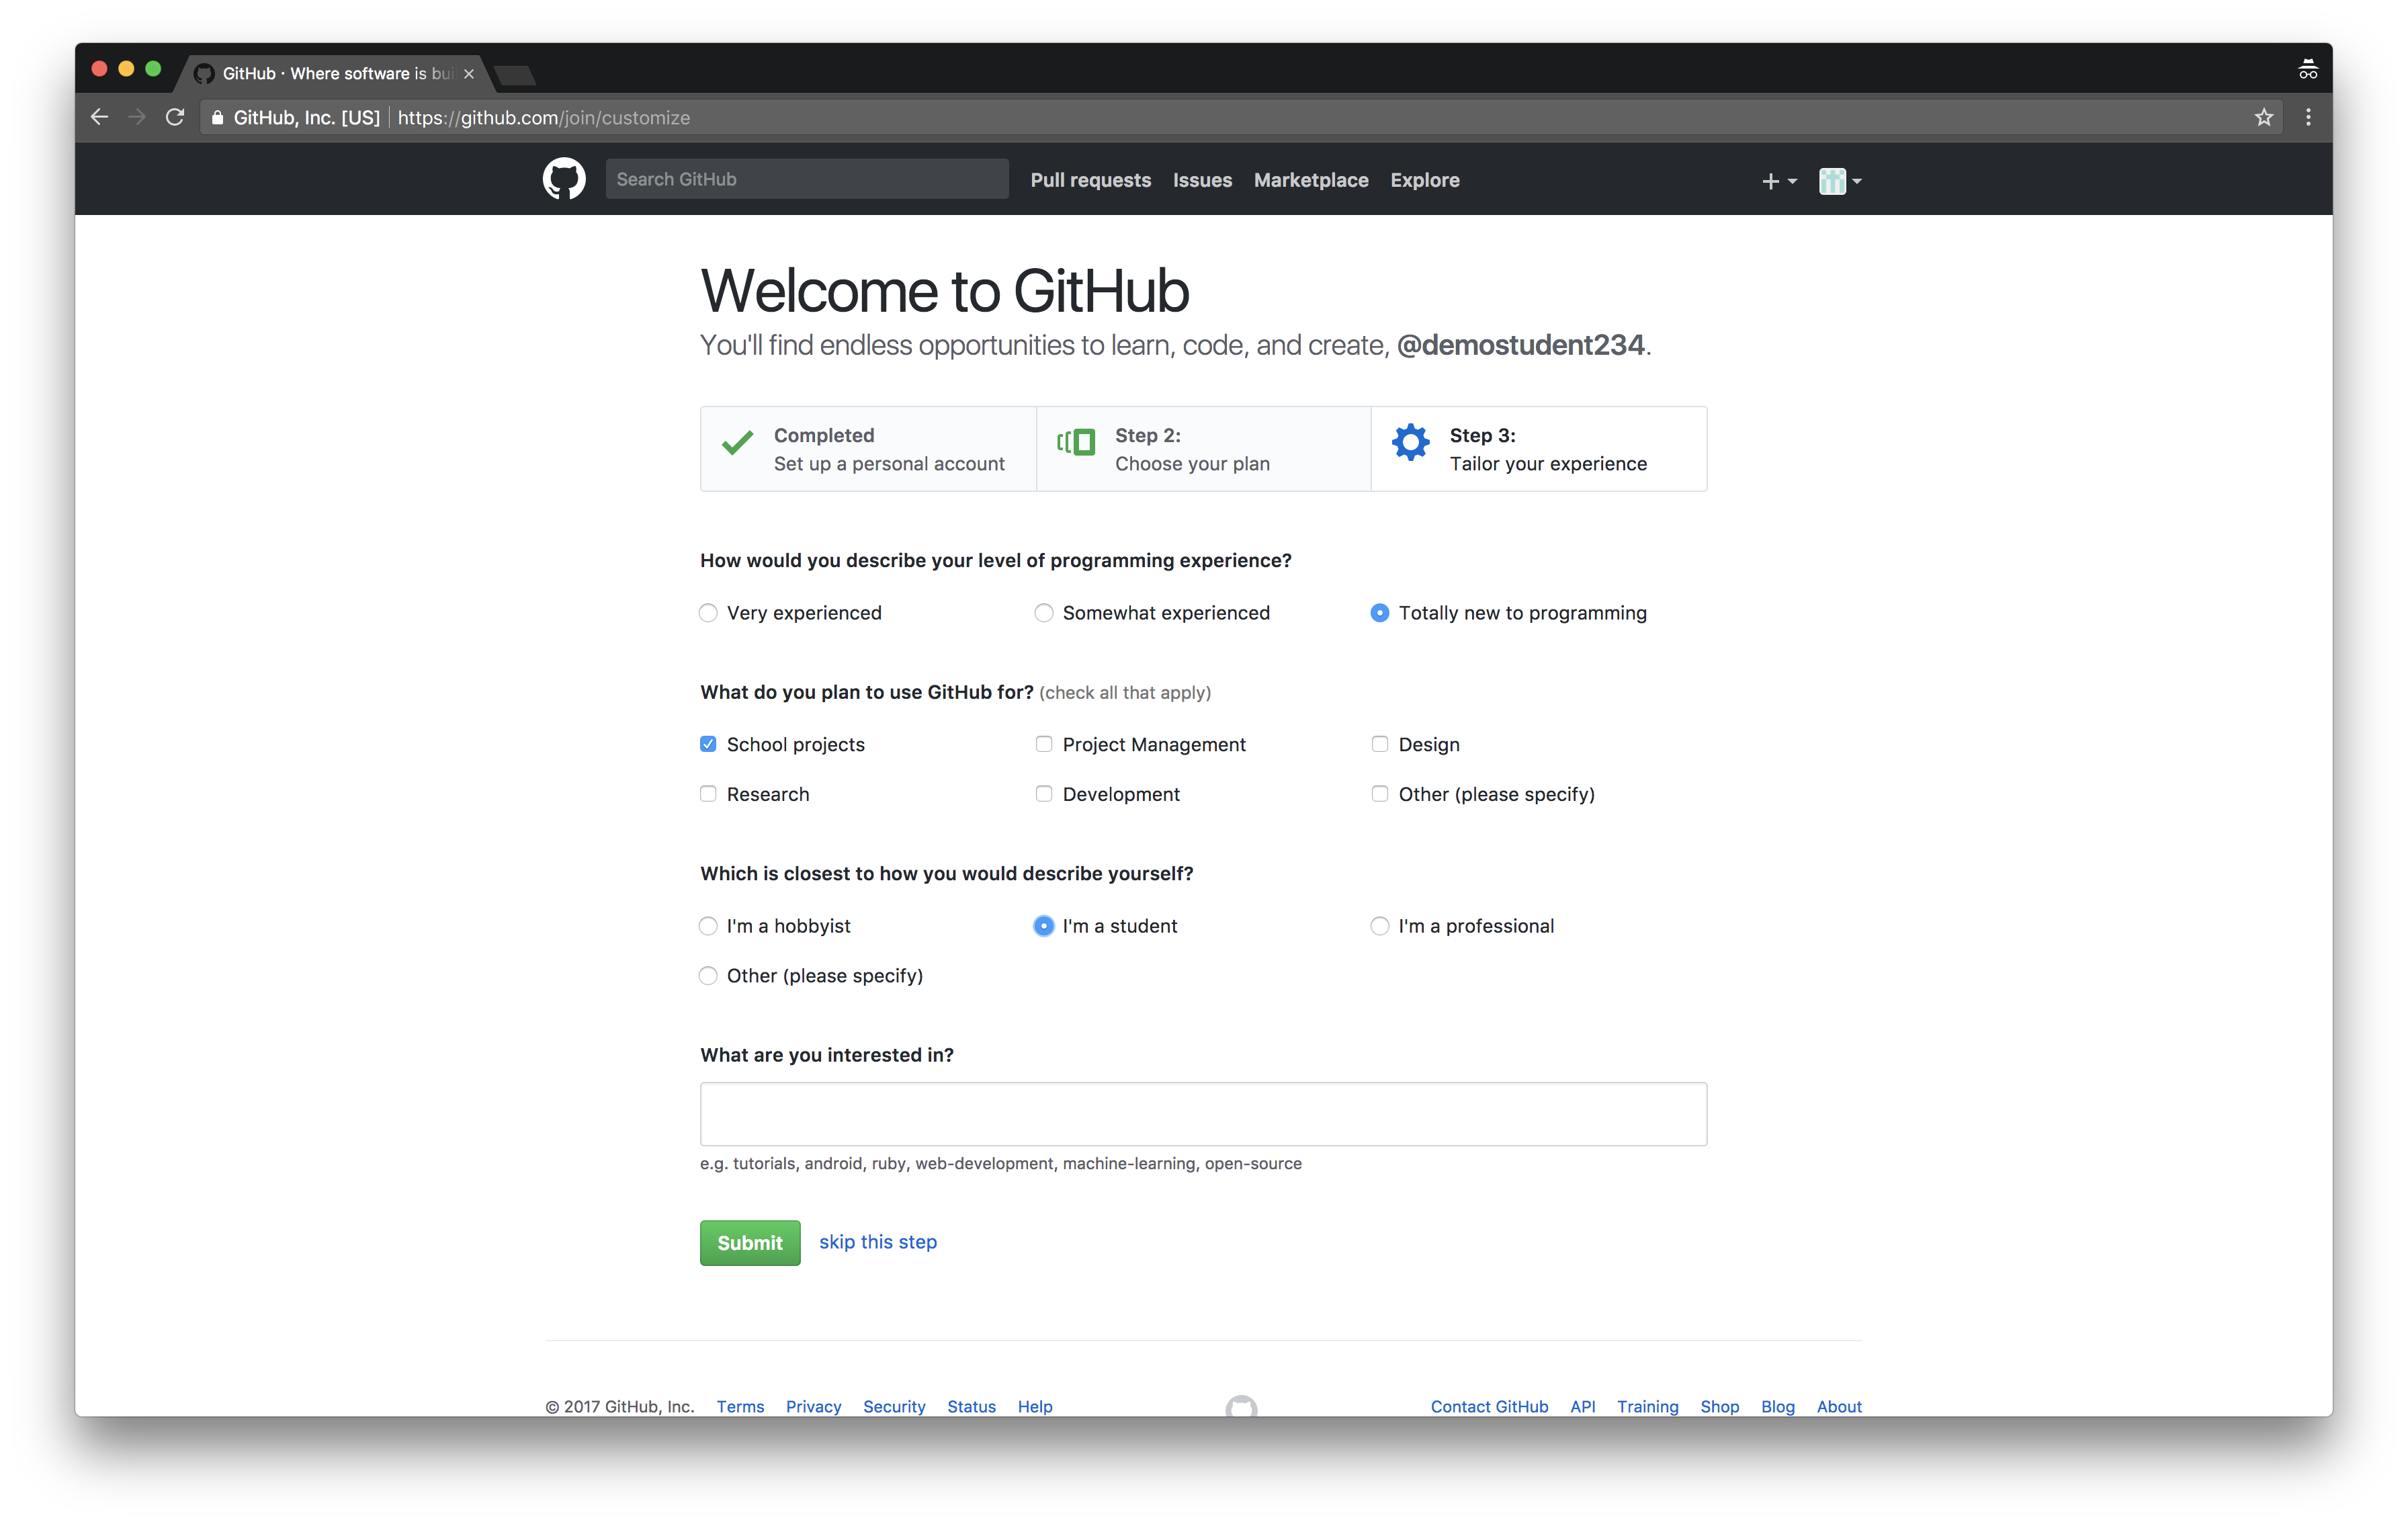 GitHub · Where software is bui
GitHub, Inc. [US] https://github.com/join/customize
Search GitHub Pull requests Issues Marketplace Explore
Welcome to GitHub
You'll find endless opportunities to learn, code, and create, @demostudent234.
Completed
Set up a personal account
Step 2:
Choose your plan
Step 3:
Tailor your experience
How would you describe your level of programming experience?
Very experienced Somewhat experienced Totally new to programming
What do you plan to use GitHub for? (check all that apply)
School projects Project Management Design
Research Development Other (please specify)
Which is closest to how you would describe yourself?
I'm a hobbyist I'm a student I'm a professional
Other (please specify)
What are you interested in?
e.g. tutorials, android, ruby, web-development, machine-learning, open-source
Submit skip this step
© 2017 GitHub, Inc. Terms Privacy Security Status Help Contact GitHub API Training Shop Blog About